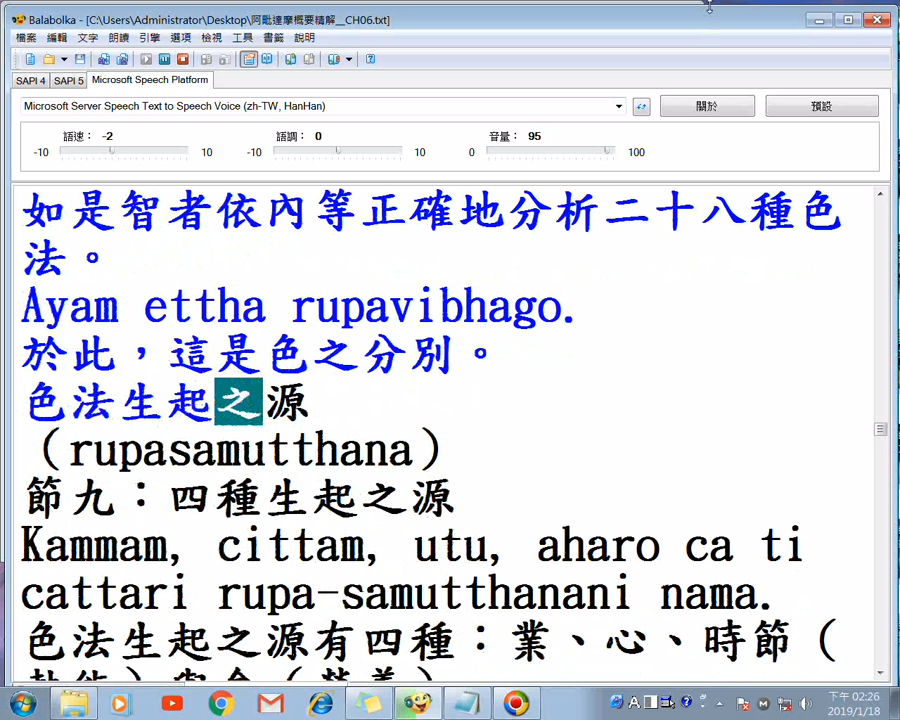 Balabolka - [C:\Users\Administrator\Desktop\阿毗達摩概要精解__CH06.txt]
檔案 編輯 文字 朗讀 引擎 選項 檢視 工具 書籤 說明
SAPI 4 SAPI 5 Microsoft Speech Platform
Microsoft Server Speech Text to Speech Voice (zh-TW, HanHan) 關於 預設
語速： -2 語調： 0 音量： 95
-10 10 -10 10 0 100
如是智者依內等正確地分析二十八種色
法。
Ayam ettha rupavibhago.
於此，這是色之分別。
色法生起之源
（rupasamutthana）
節九：四種生起之源
Kammam, cittam, utu, aharo ca ti
cattari rupa-samutthanani nama.
色法生起之源有四種：業、心、時節（
下午 02:26
2019/1/18